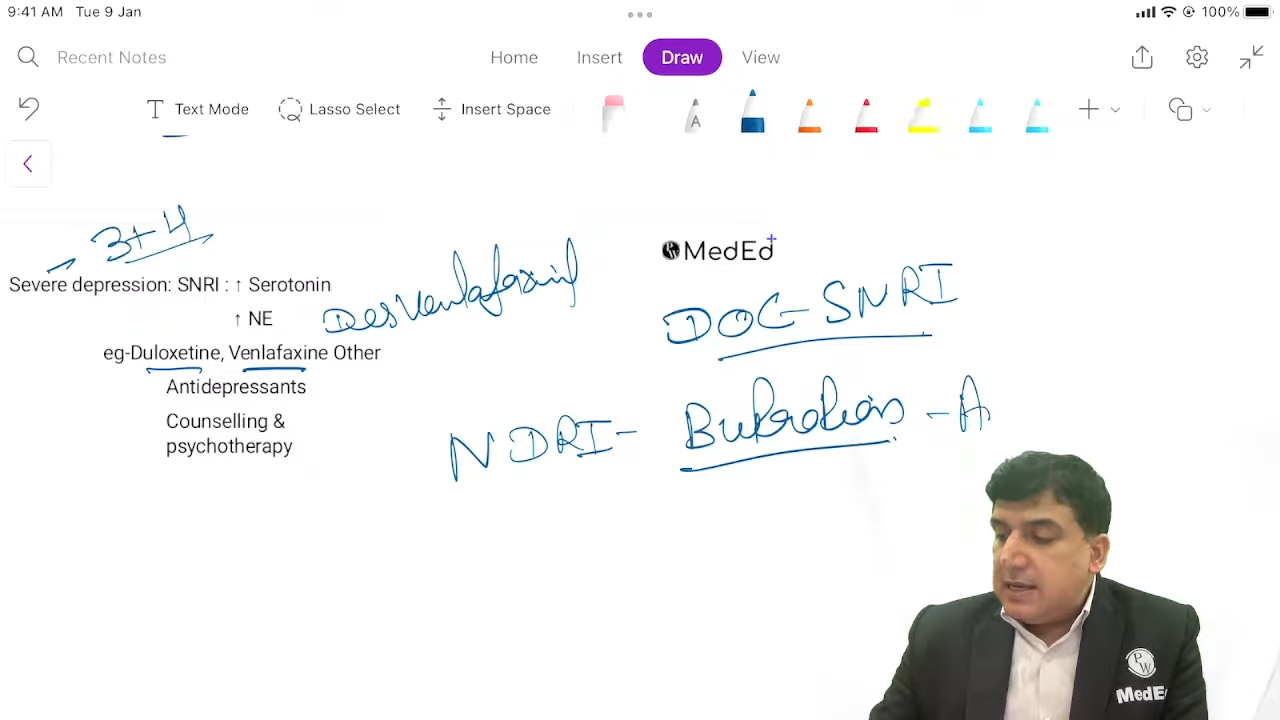 9:41 AM Tue 9 Jan
100%
Recent Notes
Home
Insert
Draw
View
Text Mode
Lasso Select
Insert Space
A
3+4
PW MedEd+
Severe depression: SNRI : ↑ Serotonin
↑ NE
Desvenlafaxine
DOC - SNRI
eg-Duloxetine, Venlafaxine Other
Antidepressants
Counselling &
psychotherapy
NDRI - Bupropion - A
PW
MedEd